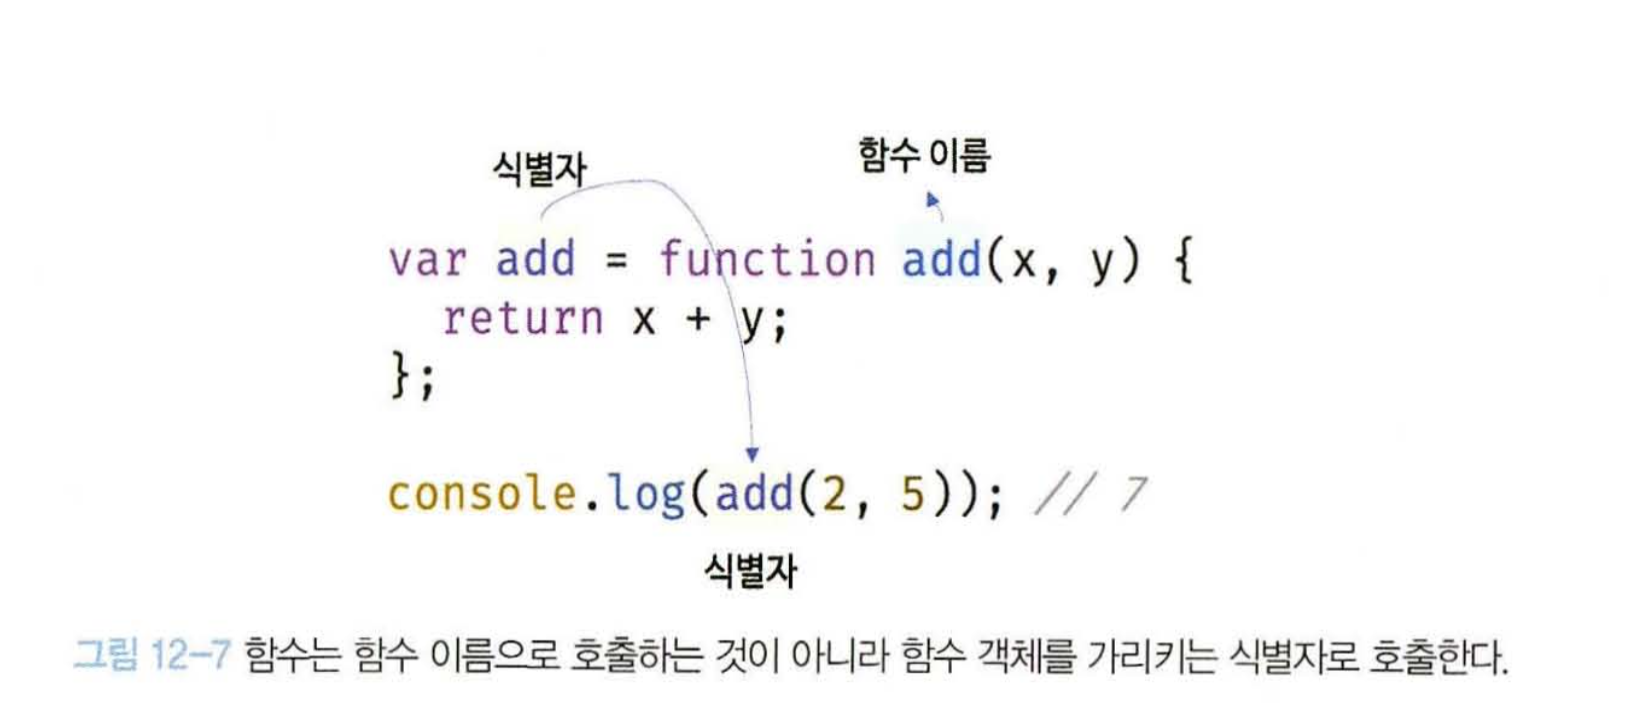 식별자
함수 이름
var add = function add(x, y) {
return x + y;
};
console.log(add(2, 5)); // 7
식별자
그림 12-7 함수는 함수 이름으로 호출하는 것이 아니라 함수 객체를 가리키는 식별자로 호출한다.